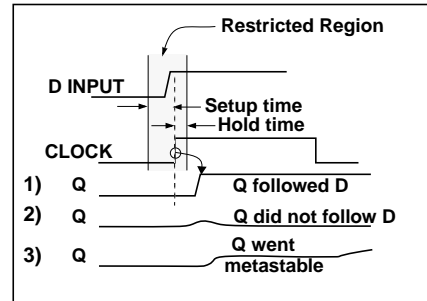 Restricted Region
D INPUT
Setup time
Hold time
CLOCK
1) Q Q followed D
2) Q Q did not follow D
3) Q Q went
metastable